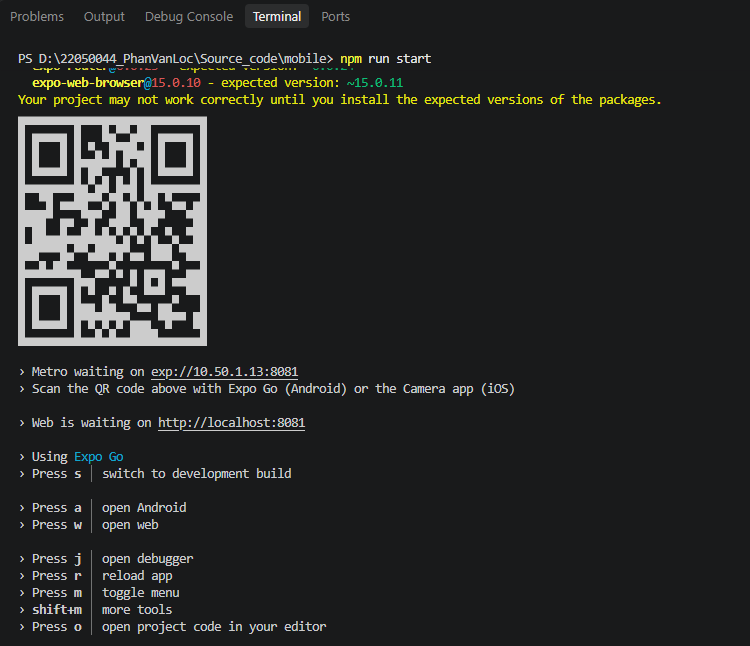 Problems Output Debug Console Terminal Ports
PS D:\22050044_PhanVanLoc\Source_code\mobile> npm run start
expo-web-browser@15.0.10 - expected version: ~15.0.11
Your project may not work correctly until you install the expected versions of the packages.
› Metro waiting on exp://10.50.1.13:8081
› Scan the QR code above with Expo Go (Android) or the Camera app (iOS)
› Web is waiting on http://localhost:8081
› Using Expo Go
› Press s │ switch to development build
› Press a │ open Android
› Press w │ open web
› Press j │ open debugger
› Press r │ reload app
› Press m │ toggle menu
› shift+m │ more tools
› Press o │ open project code in your editor